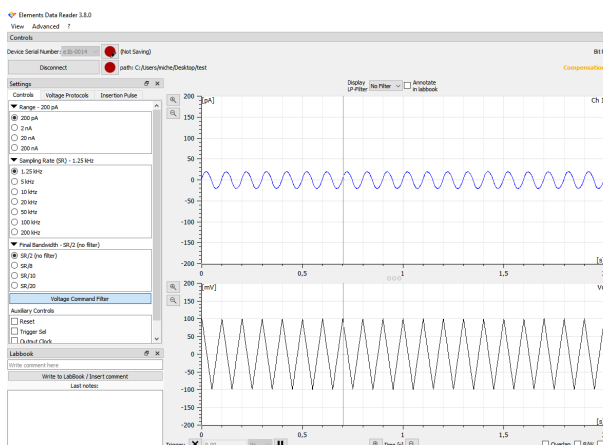 Elements Data Reader 3.8.0
View Advanced ?
Controls
Device Serial Number: e1B-0014 (Not Saving) Bit
Disconnect path: C:/Users/miche/Desktop/test Compensation
Settings
Controls Voltage Protocols Insertion Pulse
Range - 200 pA
200 pA
2 nA
20 nA
200 nA
Sampling Rate (SR) - 1.25 kHz
1.25 kHz
5 kHz
10 kHz
20 kHz
50 kHz
100 kHz
200 kHz
Final Bandwidth - SR/2 (no filter)
SR/2 (no filter)
SR/8
SR/10
SR/20
Voltage Command Filter
Auxiliary Controls
Reset
Trigger Sel
Output Clock
Labbook
Write comment here
Write to LabBook / Insert comment
Last notes:
Display
LP-Filter No Filter Annotate
in labbook
200 [pA] Ch 1
150
100
50
0
-50
-100
-150
-200 [s]
0 0,5 1 1,5
200 [mV]
150
100
50
0
-50
-100
-150
-200 [s]
0 0,5 1 1,5
Trigger: X 0,00 Time [s] Overlap R/W